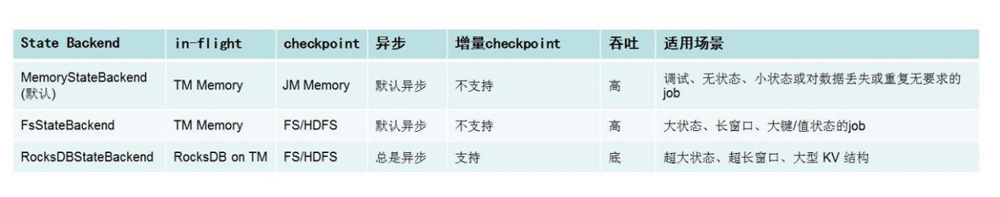 State Backend in-flight checkpoint 异步 增量checkpoint 吞吐 适用场景
MemoryStateBackend
(默认) TM Memory JM Memory 默认异步 不支持 高 调试、无状态、小状态或对数据丢失或重复无要求的
job
FsStateBackend TM Memory FS/HDFS 默认异步 不支持 高 大状态、长窗口、大键/值状态的job
RocksDBStateBackend RocksDB on TM FS/HDFS 总是异步 支持 底 超大状态、超长窗口、大型 KV 结构